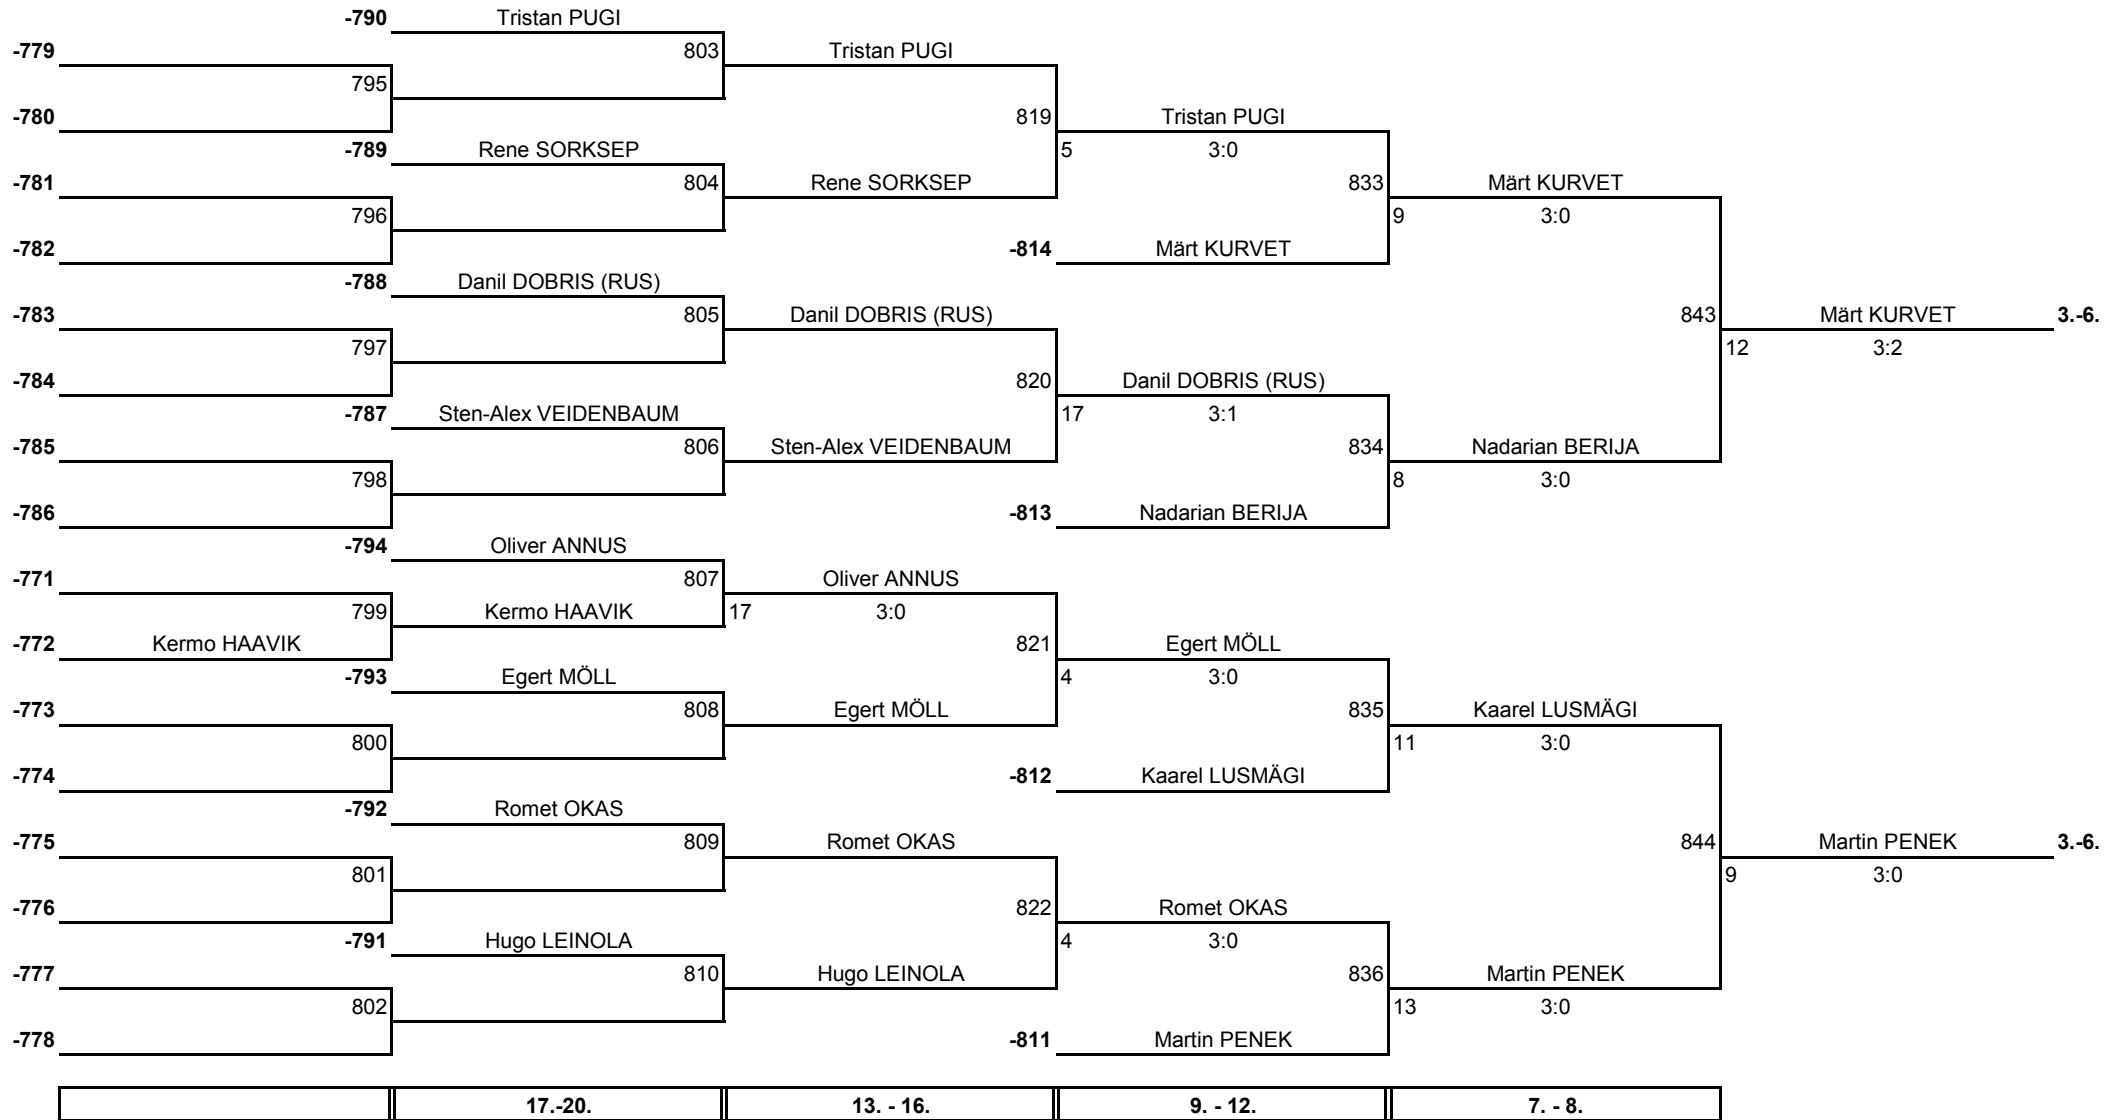 -790 Tristan PUGI
-779 803 Tristan PUGI
795
-780 819 Tristan PUGI
-789 Rene SORKSEP 5 3:0
-781 804 Rene SORKSEP 833 Märt KURVET
796 9 3:0
-782 -814 Märt KURVET
-788 Danil DOBRIS (RUS)
-783 805 Danil DOBRIS (RUS) 843 Märt KURVET 3.-6.
797 12 3:2
-784 820 Danil DOBRIS (RUS)
-787 Sten-Alex VEIDENBAUM 17 3:1
-785 806 Sten-Alex VEIDENBAUM 834 Nadarian BERIJA
798 8 3:0
-786 -813 Nadarian BERIJA
-794 Oliver ANNUS
-771 807 Oliver ANNUS
799 Kermo HAAVIK 17 3:0
-772 Kermo HAAVIK 821 Egert MÖLL
-793 Egert MÖLL 4 3:0
-773 808 Egert MÖLL 835 Kaarel LUSMÄGI
800 11 3:0
-774 -812 Kaarel LUSMÄGI
-792 Romet OKAS
-775 809 Romet OKAS 844 Martin PENEK 3.-6.
801 9 3:0
-776 822 Romet OKAS
-791 Hugo LEINOLA 4 3:0
-777 810 Hugo LEINOLA 836 Martin PENEK
802 13 3:0
-778 -811 Martin PENEK
17.-20. 13. - 16. 9. - 12. 7. - 8.